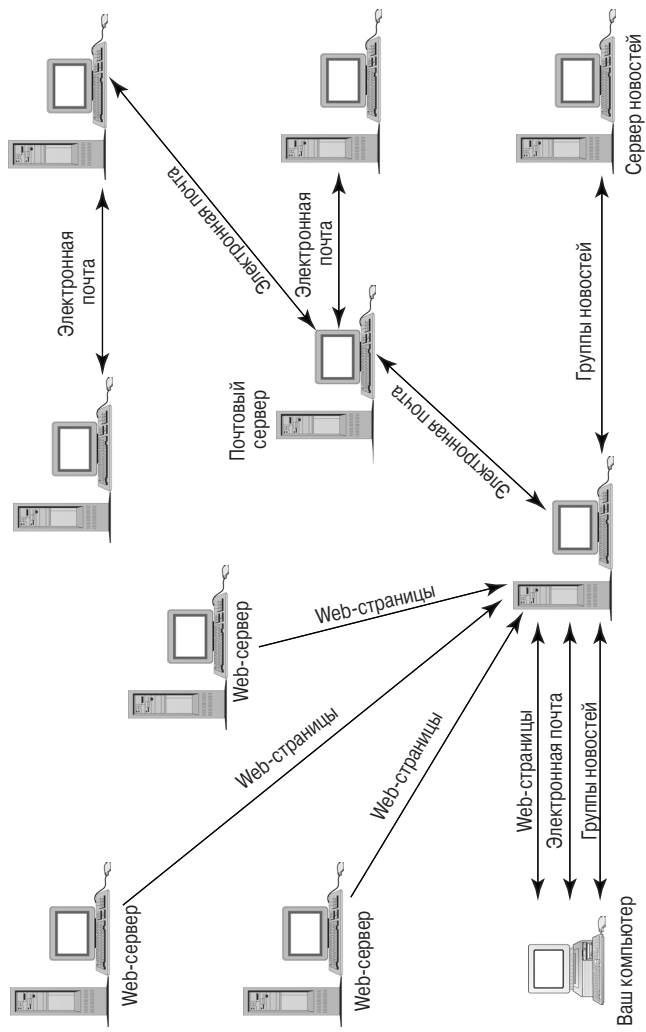 Web-сервер
Web-сервер
Ваш компьютер
Web-страницы
Web-страницы
Web-сервер
Web-страницы
Web-страницы
Электронная почта
Группы новостей
Электронная
почта
Почтовый
сервер
Электронная почта
Электронная
почта
Электронная почта
Группы новостей
Сервер новостей